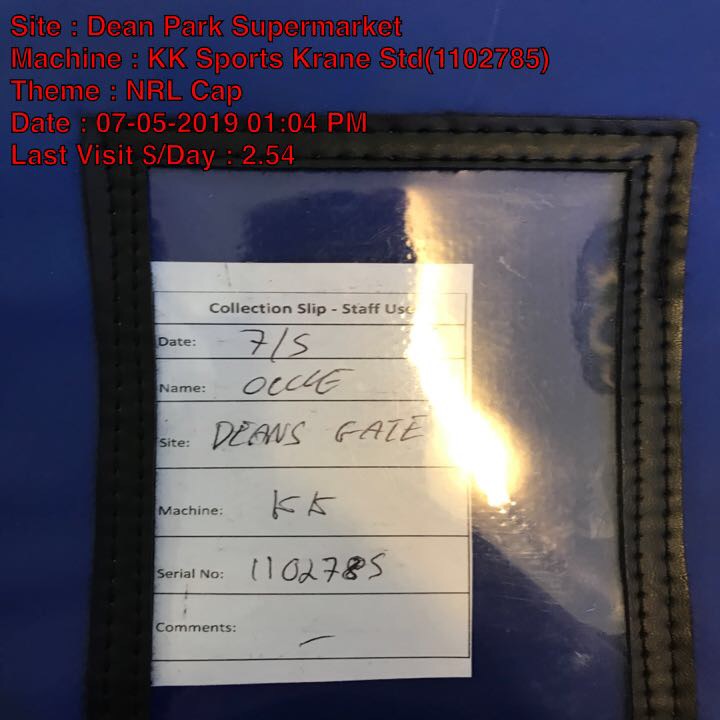 Site : Dean Park Supermarket
Machine : KK Sports Krane Std(1102785)
Theme : NRL Cap
Date : 07-05-2019 01:04 PM
Last Visit S/Day : 2.54
Collection Slip - Staff Use
Date: 7/5
Name:
Site: DEANS GATE
Machine: KK
Serial No: 1102785
Comments: —